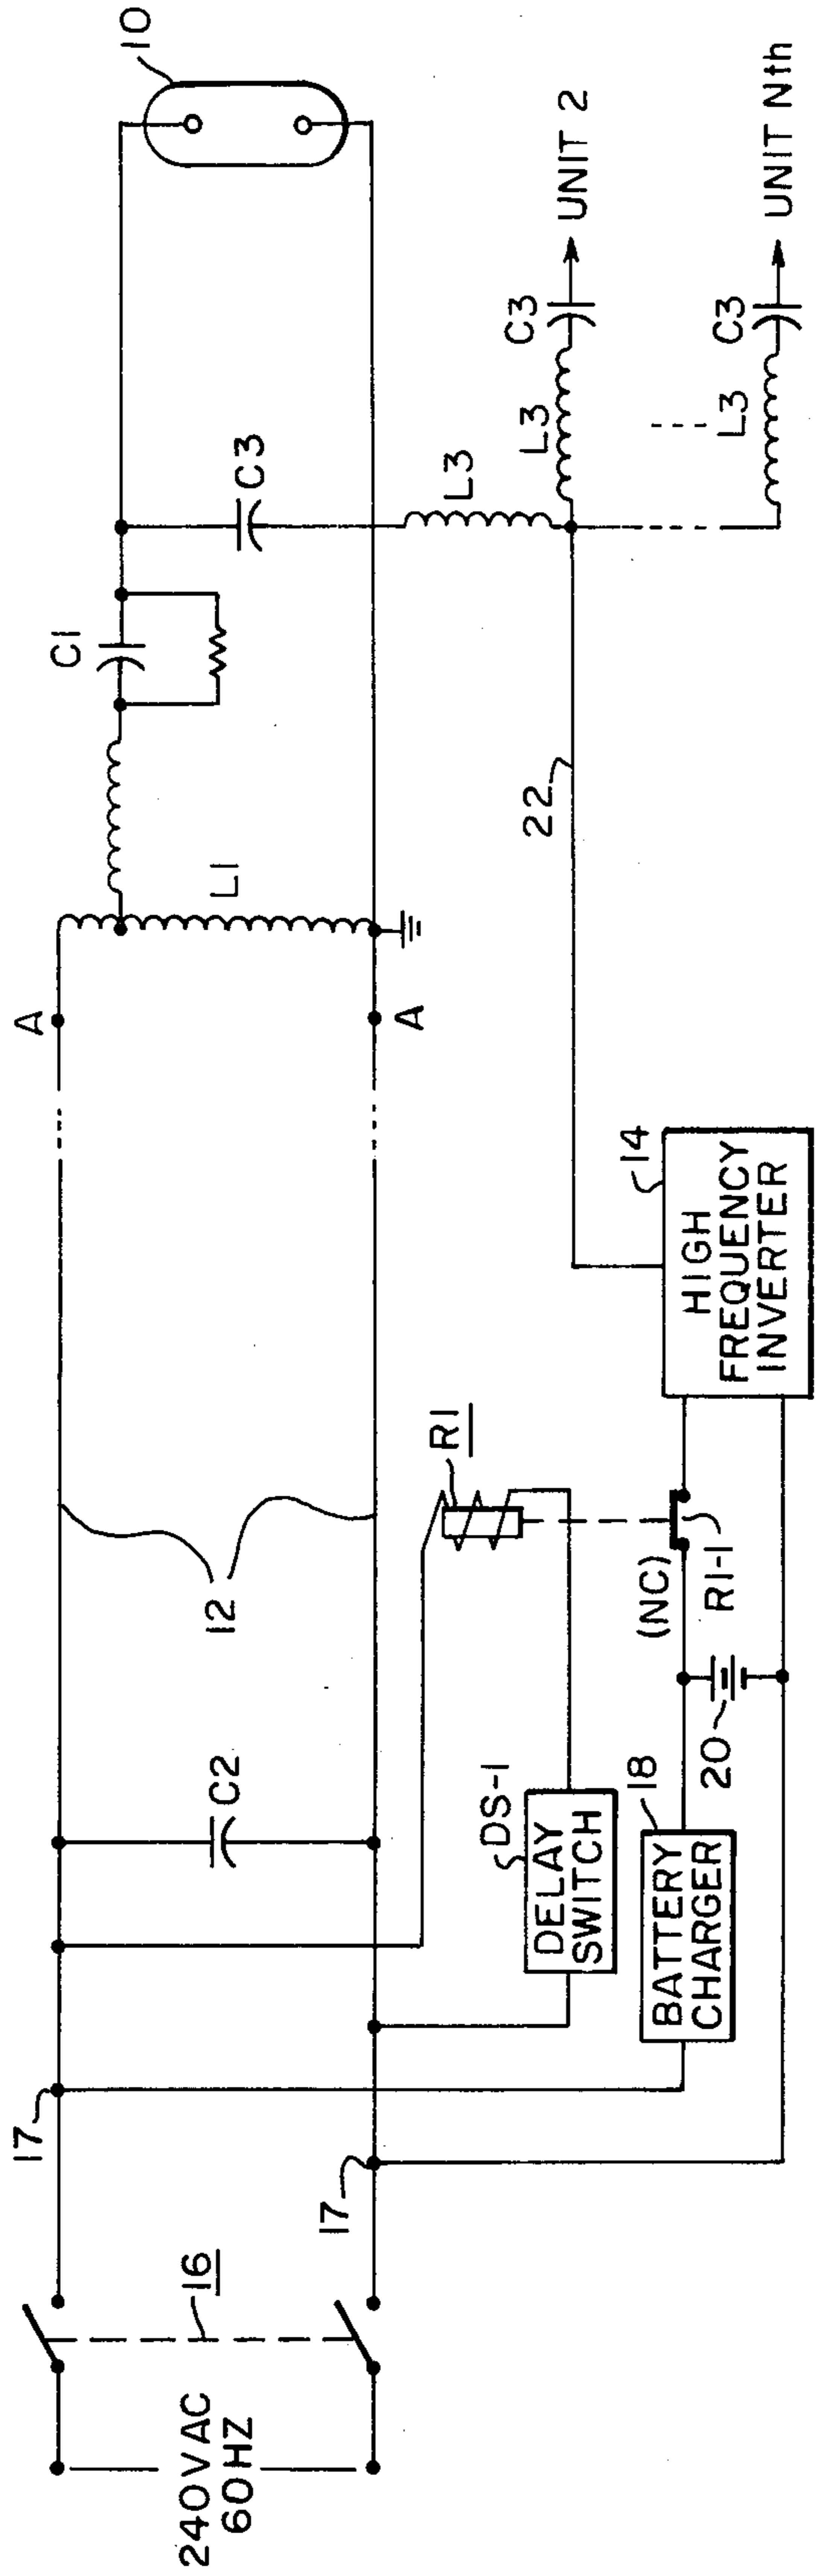 240VAC
60HZ
16
17
17
12
C2
A
A
L1
C1
C3
10
L3
L3
C3
UNIT 2
L3
C3
UNIT Nth
22
R1
DS-1
DELAY
SWITCH
18
BATTERY
CHARGER
20
(NC)
R1-1
14
HIGH
FREQUENCY
INVERTER